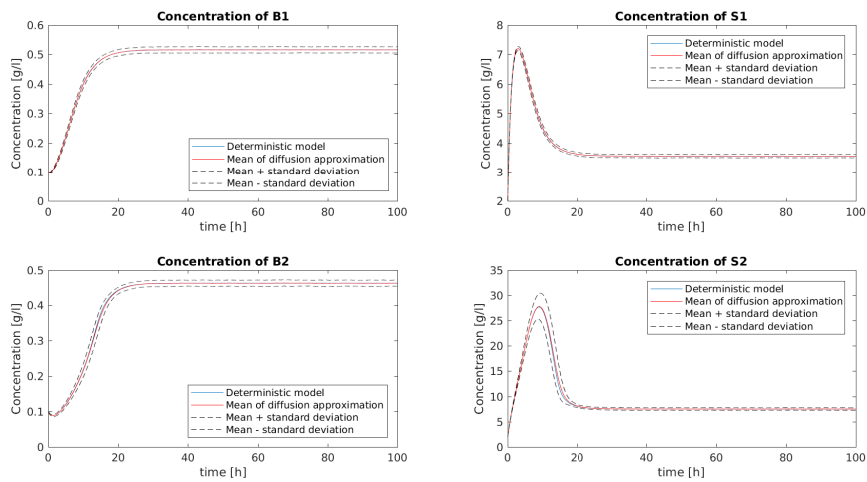 Concentration of B1
Concentration [g/l]
0.6
0.5
0.4
0.3
0.2
0.1
0
Deterministic model
Mean of diffusion approximation
Mean + standard deviation
Mean - standard deviation
0 20 40 60 80 100
time [h]
Concentration of S1
Concentration [g/l]
8
7
6
5
4
3
2
Deterministic model
Mean of diffusion approximation
Mean + standard deviation
Mean - standard deviation
0 20 40 60 80 100
time [h]
Concentration of B2
Concentration [g/l]
0.5
0.4
0.3
0.2
0.1
0
Deterministic model
Mean of diffusion approximation
Mean + standard deviation
Mean - standard deviation
0 20 40 60 80 100
time [h]
Concentration of S2
Concentration [g/l]
35
30
25
20
15
10
5
0
Deterministic model
Mean of diffusion approximation
Mean + standard deviation
Mean - standard deviation
0 20 40 60 80 100
time [h]